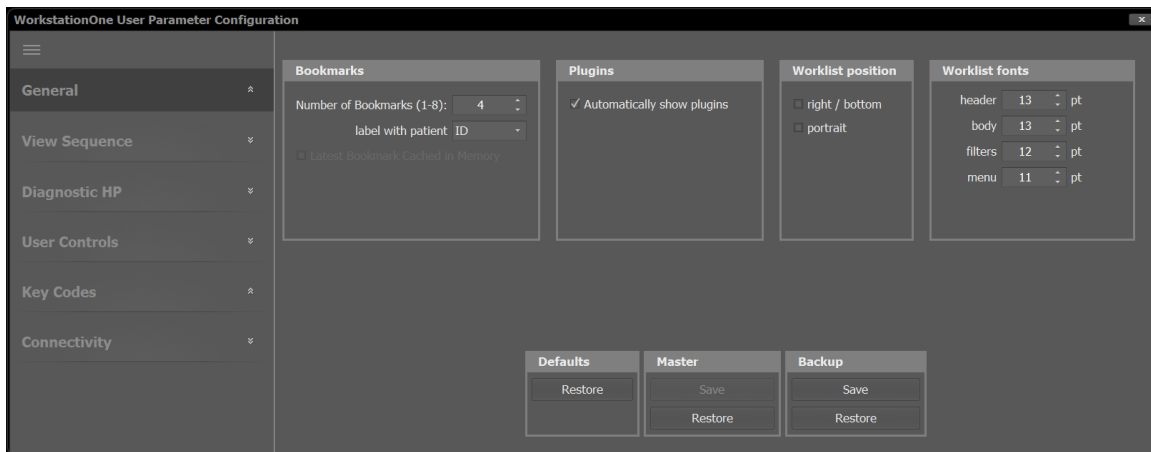 WorkstationOne User Parameter Configuration
General
View Sequence
Diagnostic HP
User Controls
Key Codes
Connectivity
Bookmarks
Number of Bookmarks (1-8): 4
label with patient ID
Latest Bookmark Cached In Memory
Plugins
Automatically show plugins
Worklist position
right / bottom
portrait
Worklist fonts
header 13 pt
body 13 pt
filters 12 pt
menu 11 pt
Defaults
Restore
Master
Save
Restore
Backup
Save
Restore